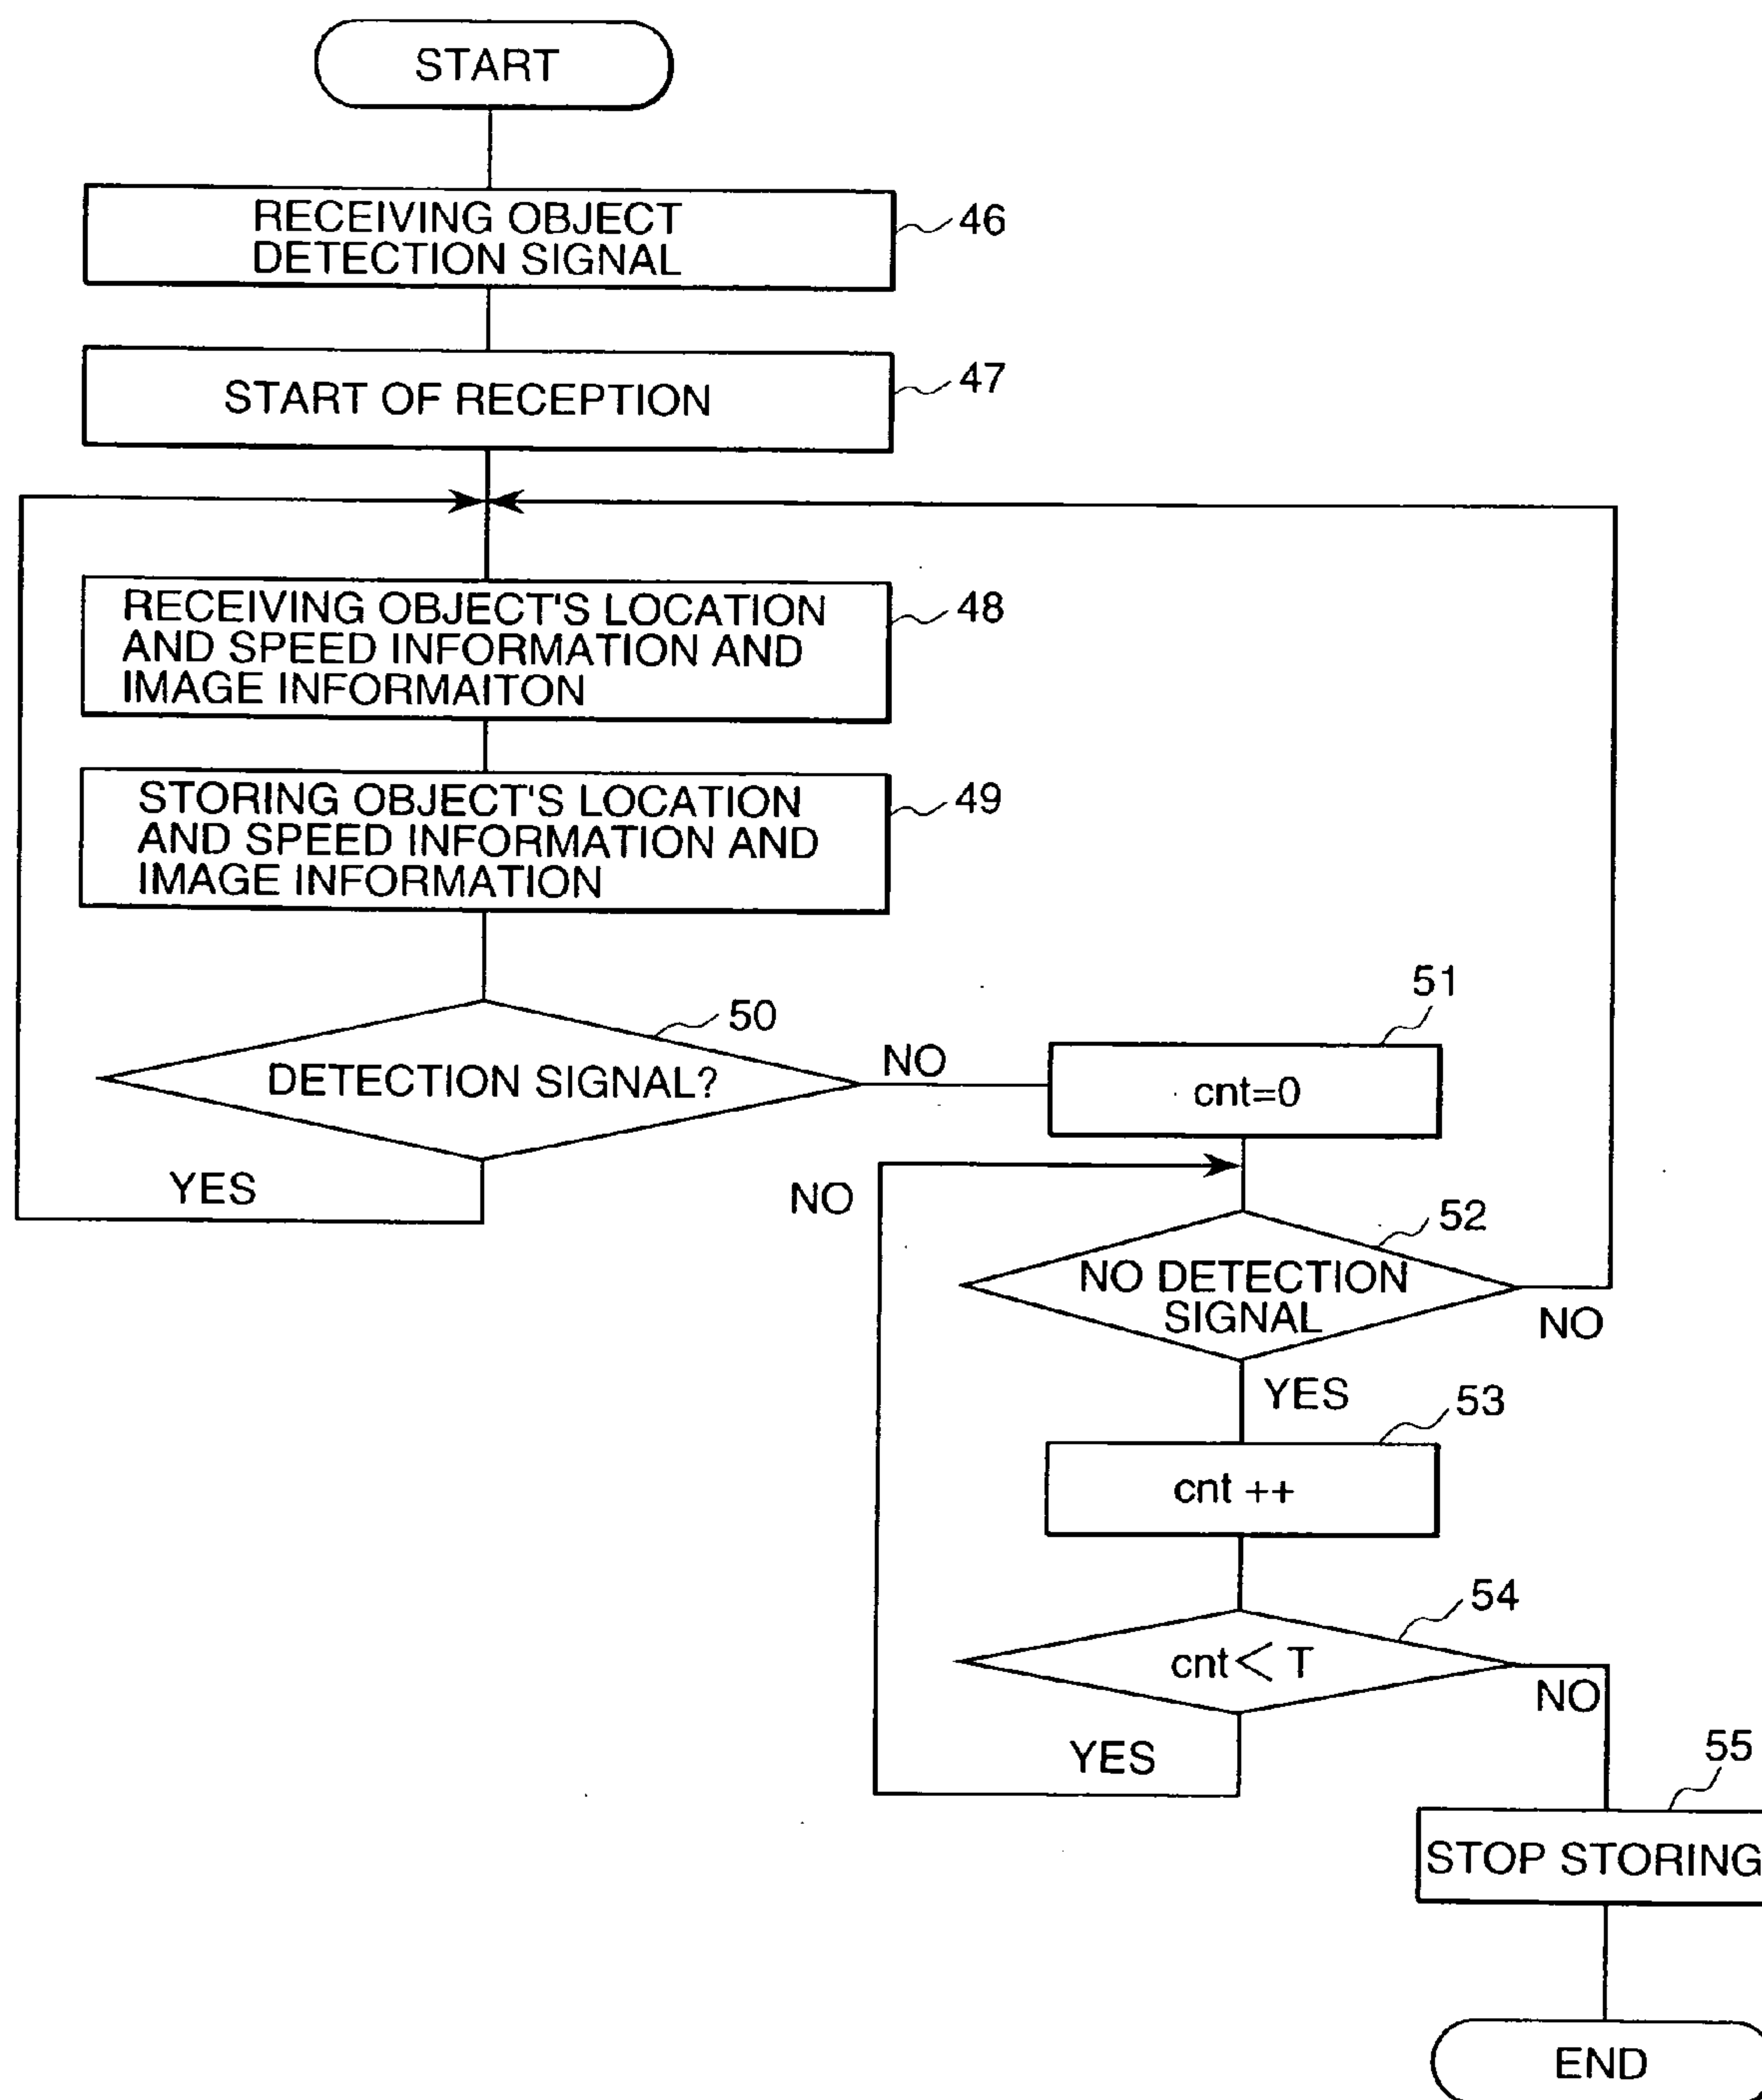 START
RECEIVING OBJECT
DETECTION SIGNAL
46
START OF RECEPTION
47
RECEIVING OBJECT'S LOCATION
AND SPEED INFORMATION AND
IMAGE INFORMAITON
48
STORING OBJECT'S LOCATION
AND SPEED INFORMATION AND
IMAGE INFORMATION
49
50
DETECTION SIGNAL?
NO
YES
51
cnt=0
NO
52
NO DETECTION
SIGNAL
NO
YES
53
cnt ++
54
cnt< T
NO
YES
55
STOP STORING
END